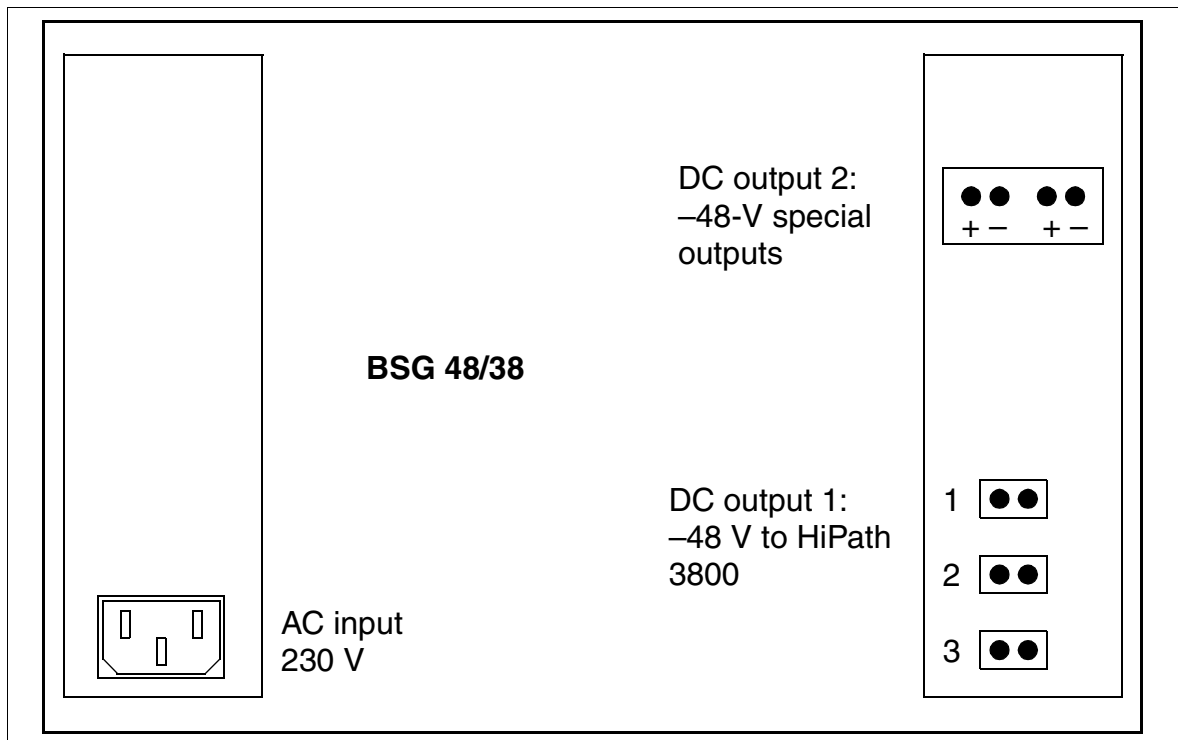 DC output 2:
–48-V special
outputs
+ – + –
BSG 48/38
DC output 1:
–48 V to HiPath
3800
1
2
3
AC input
230 V